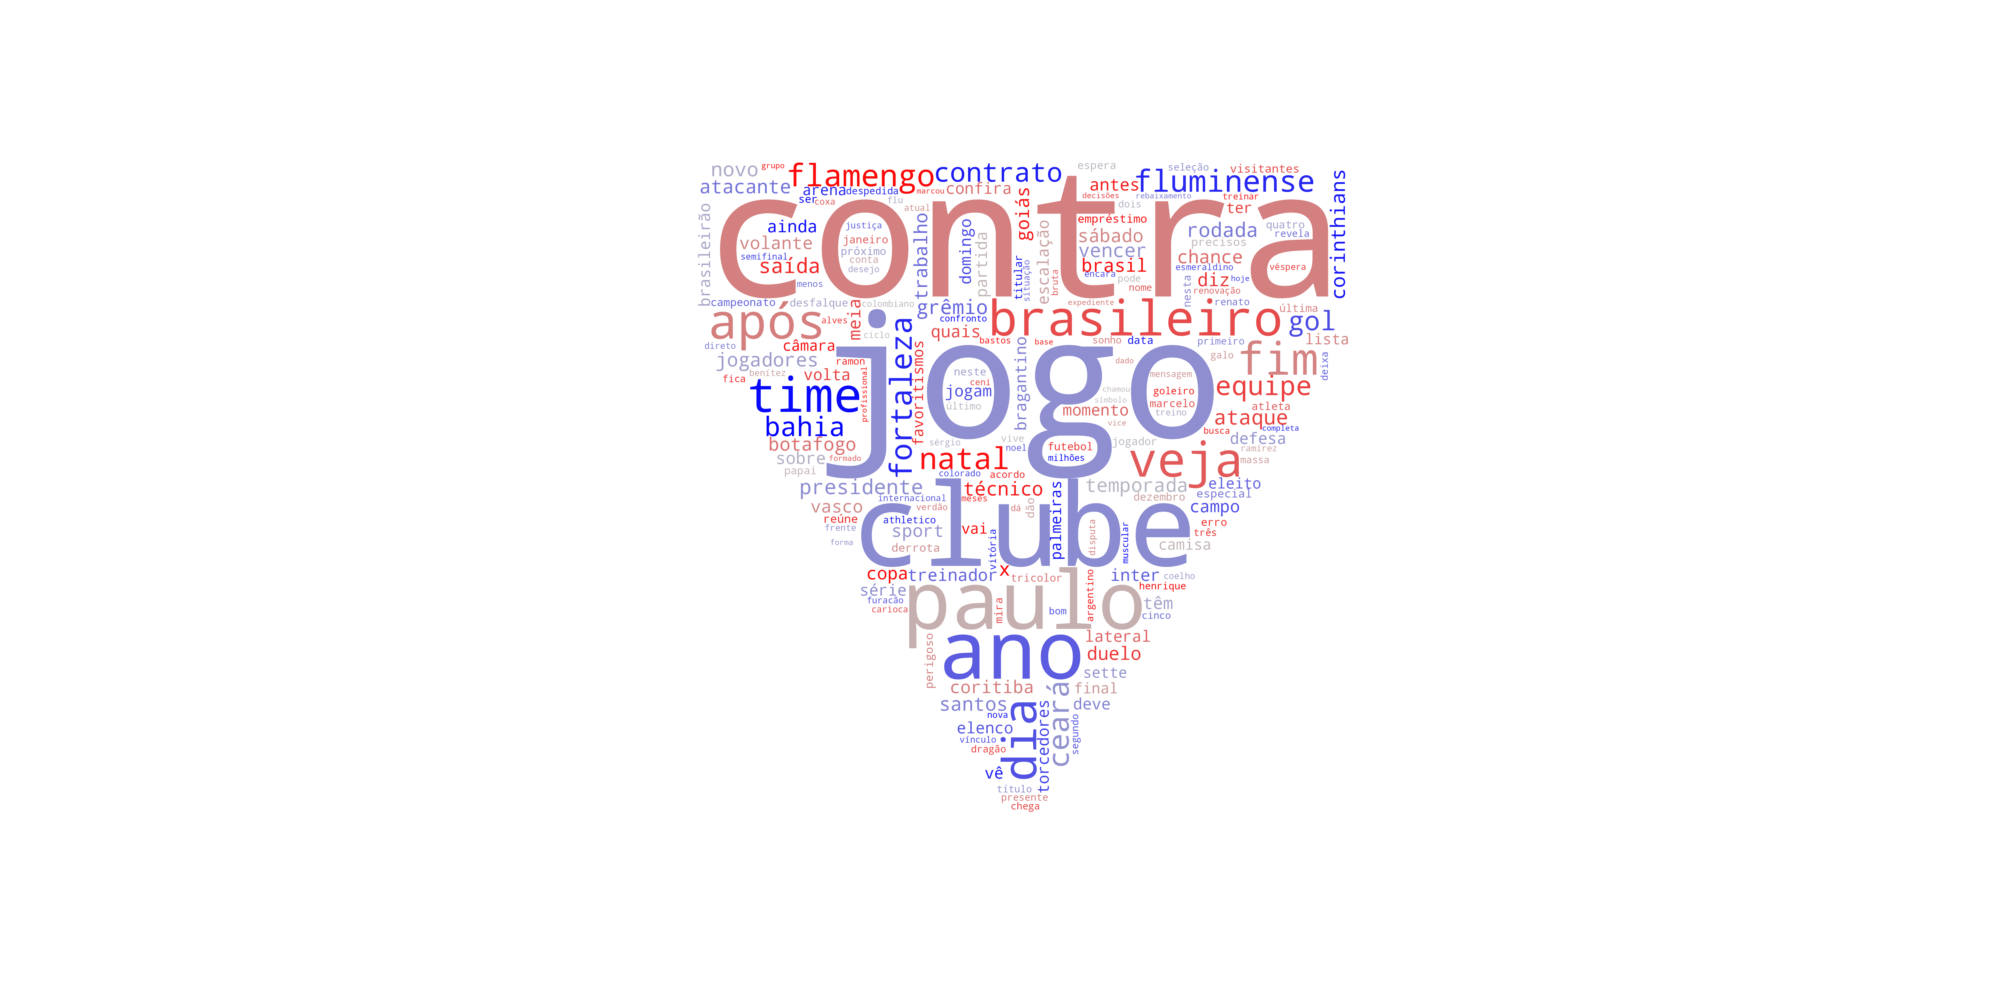 contra
jogo
clube
paulo
ano
brasileiro
time
após
dia
fim
veja
flamengo
contrato
fluminense
corinthians
fortaleza
natal
gol
equipe
bahia
ceará
novo
grupo
atacante
arena
despedida
marcou
confira
espera
antes
decisões
seleção
visitantes
rebaixamento
treinar
ser
coxa
flu
atual
goiás
empréstimo
dois
ter
ainda
justiça
brasileirão
volante
janeiro
próximo
semifinal
conta
saída
desejo
menos
trabalho
domingo
partida
titular
situação
escalação
bruta
sábado
vencer
brasil
encara
pode
nome
rodada
quatro
revela
precisos
chance
esmeraldino
véspera
diz
hoje
renovação
nesta
campeonato
desfalque
colombiano
expediente
renato
última
meia
alves
grêmio
confronto
quais
bastos
base
sonho
data
primeiro
lista
direto
câmara
ciclo
jogadores
ramon
volta
fica
benítez
profissional
favoritismos
neste
ceni
jogam
último
bragantino
dado
chamou
símbolo
mensagem
goleiro
marcelo
treino
galo
deixa
atleta
ataque
momento
vice
busca
completa
botafogo
sobre
formado
papai
sérgio
vive
noel
futebol
milhões
jogador
defesa
ramírez
massa
colorado
acordo
técnico
presidente
internacional
meses
temporada
dezembro
eleito
especial
vasco
verdão
dá
dão
palmeiras
campo
reúne
frente
forma
athletico
sport
derrota
vai
vitória
disputa
muscular
erro
três
camisa
copa
treinador
x
tricolor
inter
coelho
série
furacão
carioca
mira
bom
argentino
henrique
têm
cinco
perigoso
lateral
duelo
sette
coritiba
final
santos
nova
deve
elenco
vínculo
dragão
torcedores
segundo
vê
título
presente
chega